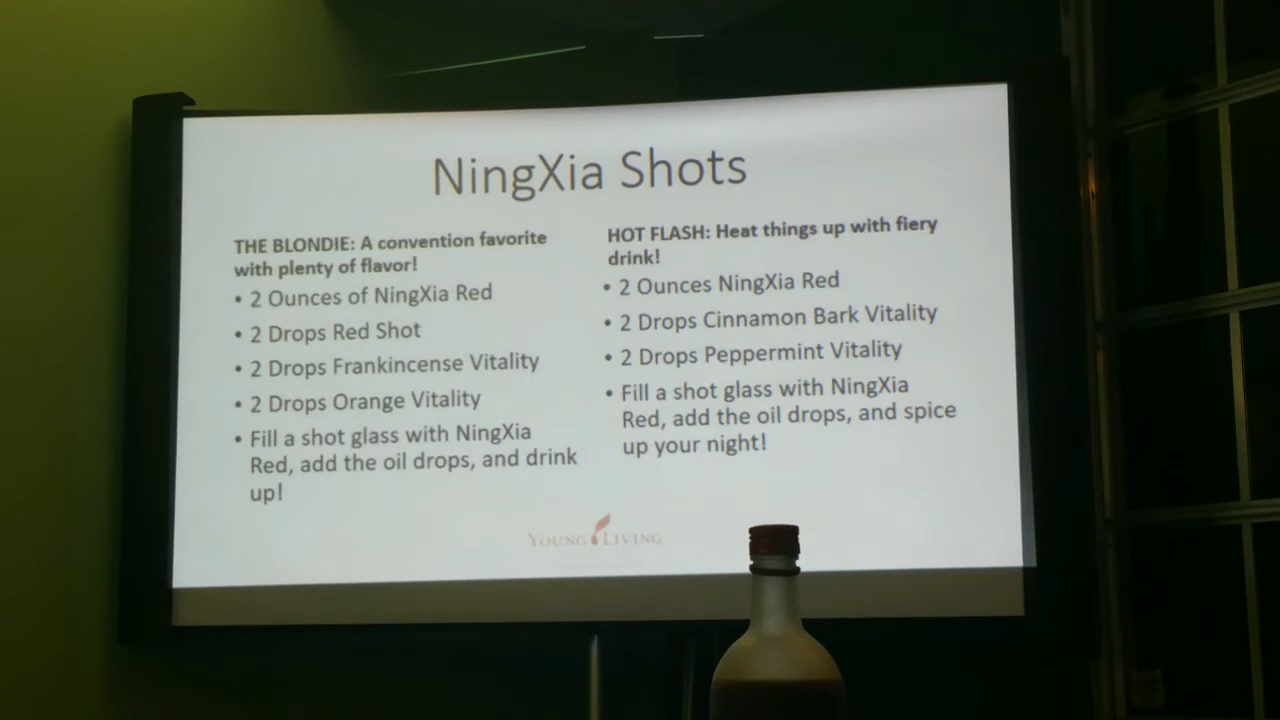 NingXia Shots
THE BLONDIE: A convention favorite
with plenty of flavor!
• 2 Ounces of NingXia Red
• 2 Drops Red Shot
• 2 Drops Frankincense Vitality
• 2 Drops Orange Vitality
• Fill a shot glass with NingXia
Red, add the oil drops, and drink
up!
HOT FLASH: Heat things up with fiery
drink!
• 2 Ounces NingXia Red
• 2 Drops Cinnamon Bark Vitality
• 2 Drops Peppermint Vitality
• Fill a shot glass with NingXia
Red, add the oil drops, and spice
up your night!
YOUNG LIVING